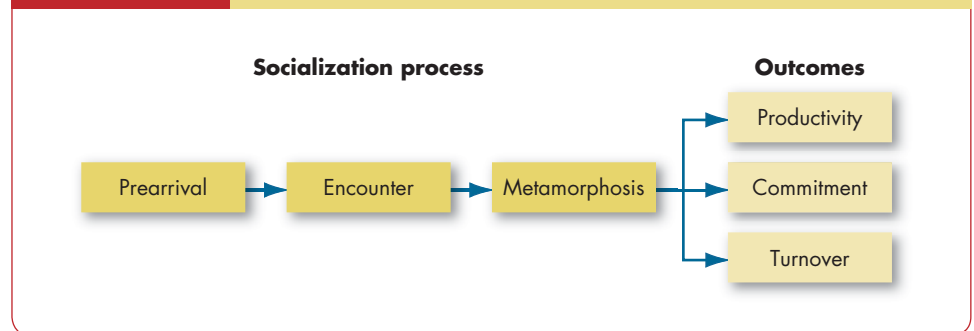 Socialization process
Outcomes
Prearrival
Encounter
Metamorphosis
Productivity
Commitment
Turnover